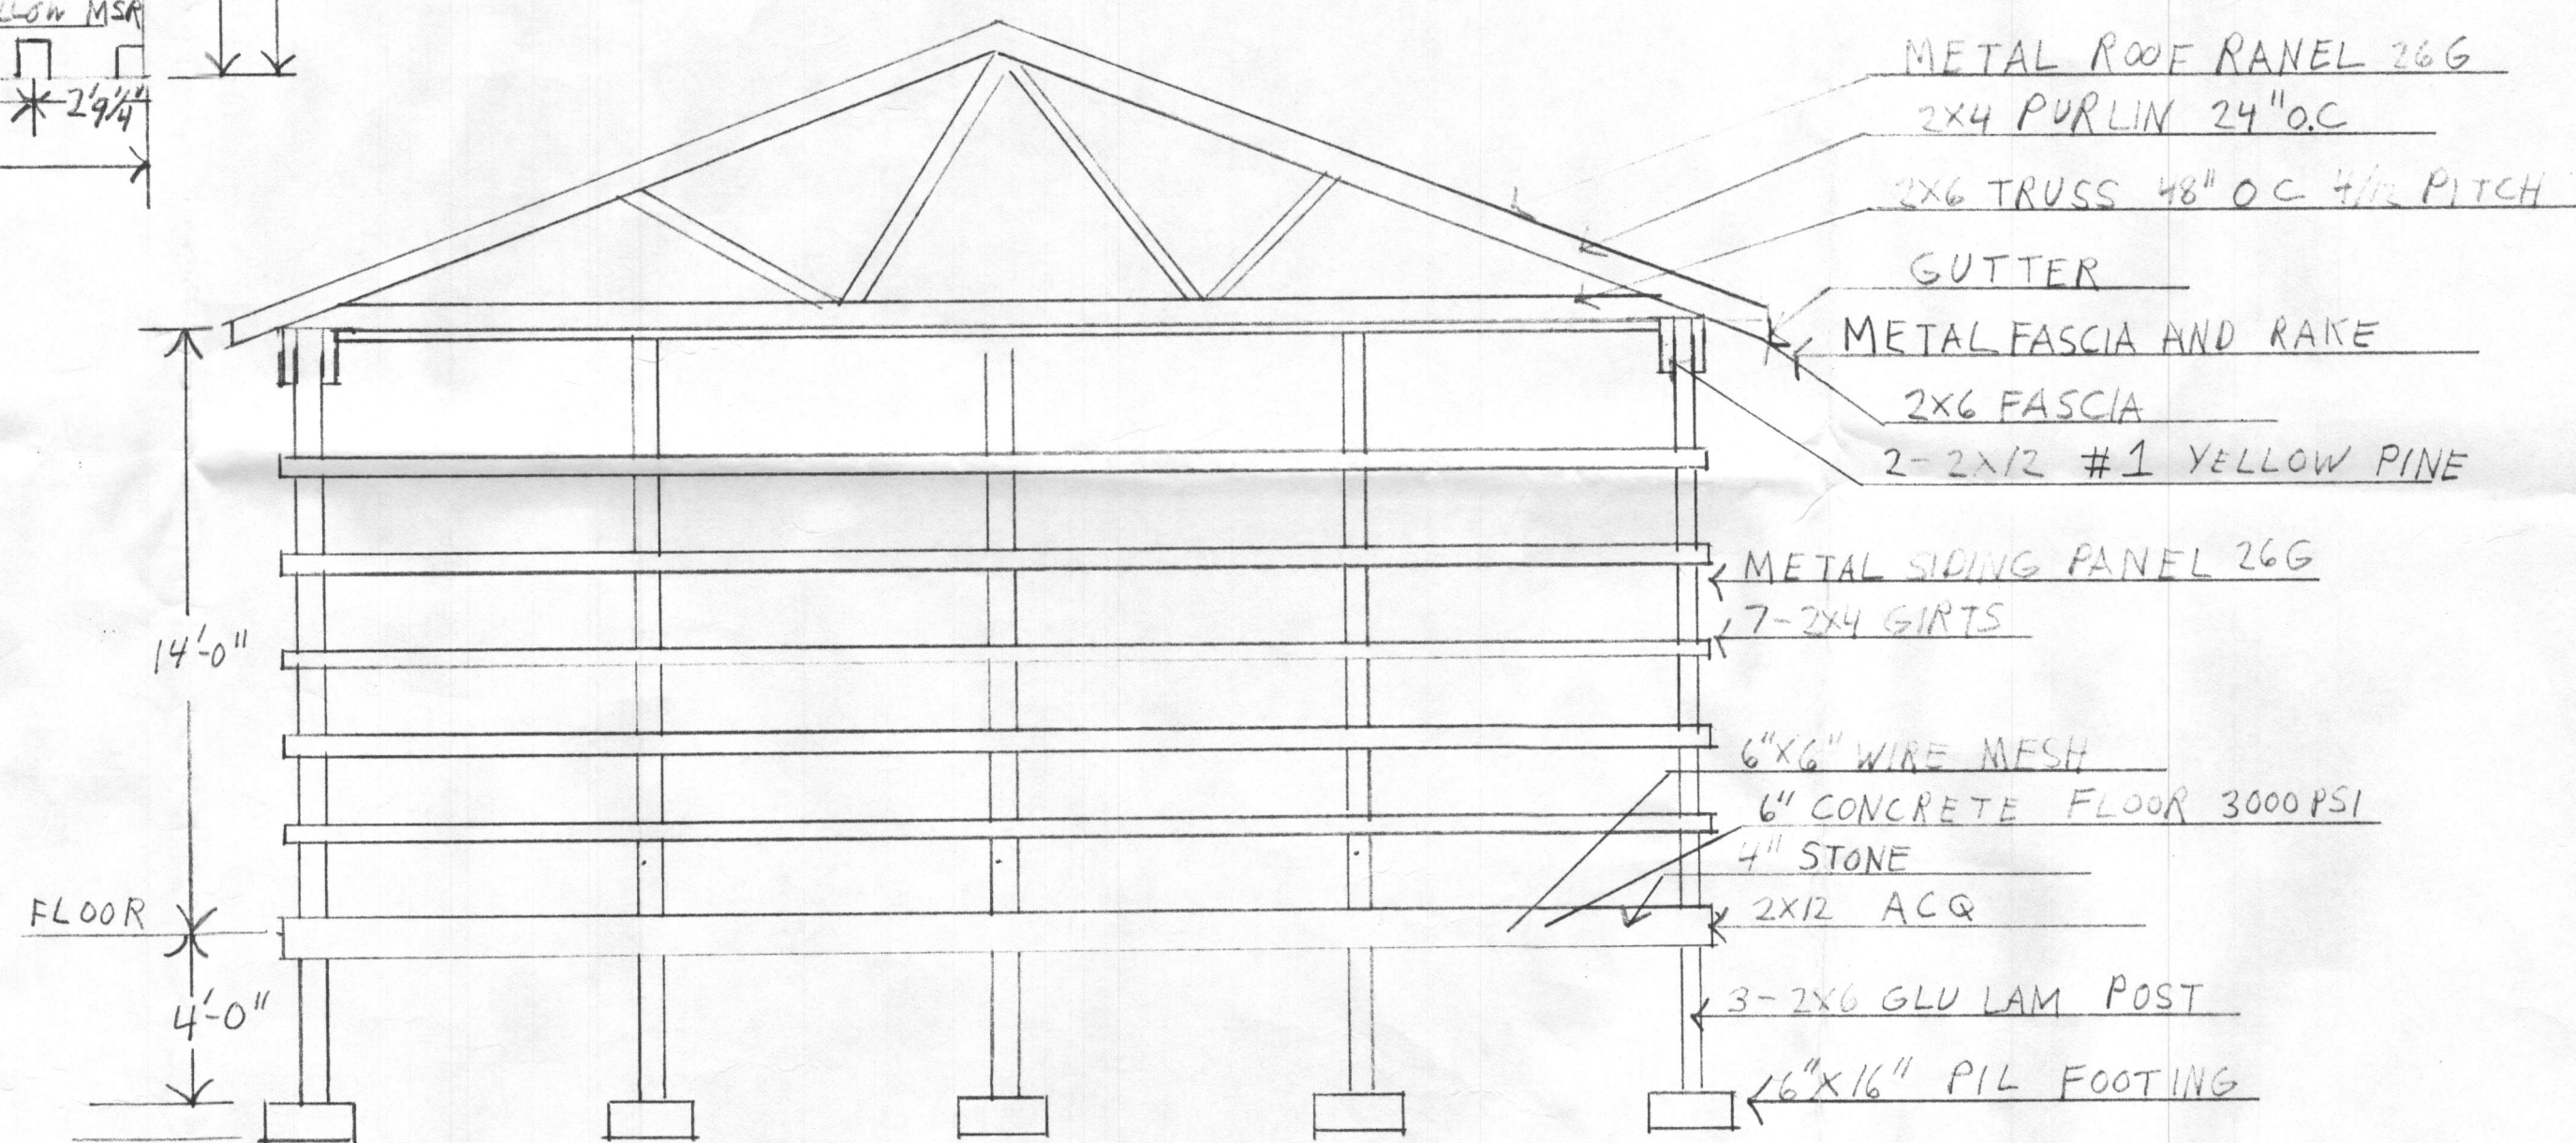 LLOW MSR
2'9¼"
METAL ROOF RANEL 26G
2X4 PURLIN 24"O.C
2X6 TRUSS 48" OC 4/12 PITCH
GUTTER
METAL FASCIA AND RAKE
2X6 FASCIA
2-2X12 #1 YELLOW PINE
METAL SIDING PANEL 26G
7-2X4 GIRTS
14'-0"
6"X6" WIRE MESH
6" CONCRETE FLOOR 3000 PSI
4" STONE
FLOOR
2X12 ACQ
3-2X6 GLU LAM POST
4'-0"
6"X16" PIL FOOTING